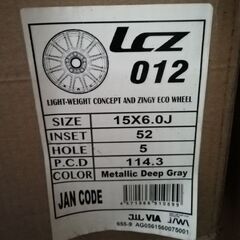 LCZ
012
LIGHT-WEIGHT CONCEPT AND ZINGY ECO WHEEL
SIZE 15X6.0J
INSET 52
HOLE 5
P.C.D 114.3
COLOR Metallic Deep Gray
JAN CODE
VIA